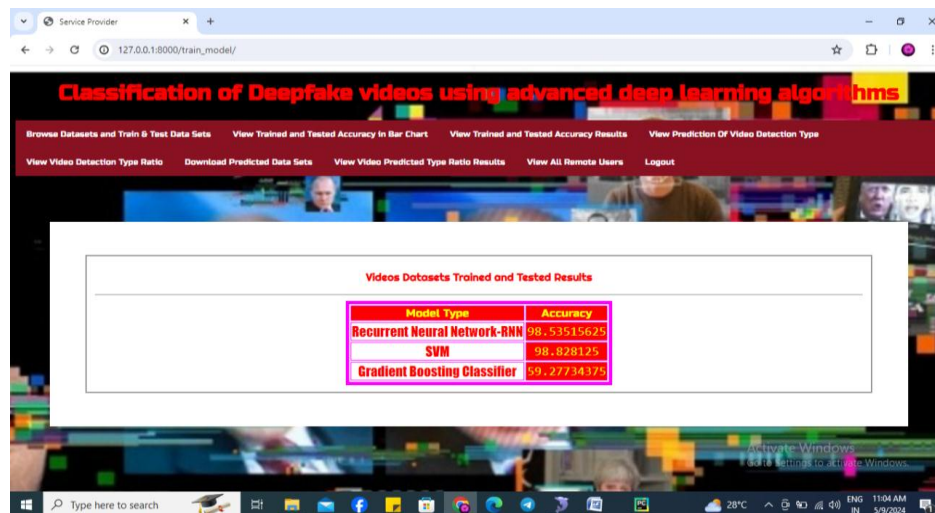 Service Provider
127.0.0.1:8000/train_model/
Classification of Deepfake videos using advanced deep learning algorithms
Browse Datasets and Train & Test Data Sets View Trained and Tested Accuracy in Bar Chart View Trained and Tested Accuracy Results View Prediction Of Video Detection Type
View Video Detection Type Ratio Download Predicted Data Sets View Video Predicted Type Ratio Results View All Remote Users Logout
Videos Datasets Trained and Tested Results
Model Type Accuracy
Recurrent Neural Network-RNN 98.53515625
SVM 98.828125
Gradient Boosting Classifier 59.27734375
Activate Windows
Go to Settings to activate Windows.
Type here to search 28°C ENG 11:04 AM
IN 5/9/2024